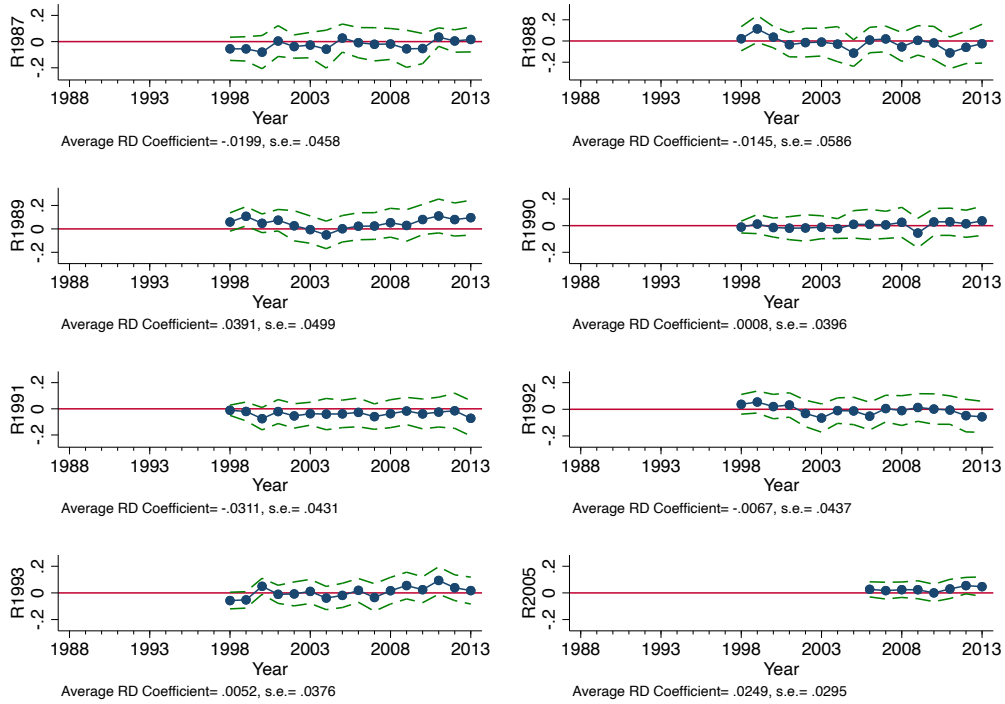 R1987
.2
0
-.2
1988 1993 1998 2003 2008 2013
Year
Average RD Coefficient= -.0199, s.e.= .0458
R1988
.2
0
-.2
1988 1993 1998 2003 2008 2013
Year
Average RD Coefficient= -.0145, s.e.= .0586
R1989
.2
0
-.2
1988 1993 1998 2003 2008 2013
Year
Average RD Coefficient= .0391, s.e.= .0499
R1990
.2
0
-.2
1988 1993 1998 2003 2008 2013
Year
Average RD Coefficient= .0008, s.e.= .0396
R1991
.2
0
-.2
1988 1993 1998 2003 2008 2013
Year
Average RD Coefficient= -.0311, s.e.= .0431
R1992
.2
0
-.2
1988 1993 1998 2003 2008 2013
Year
Average RD Coefficient= -.0067, s.e.= .0437
R1993
.2
0
-.2
1988 1993 1998 2003 2008 2013
Year
Average RD Coefficient= .0052, s.e.= .0376
R2005
.2
0
-.2
1988 1993 1998 2003 2008 2013
Year
Average RD Coefficient= .0249, s.e.= .0295